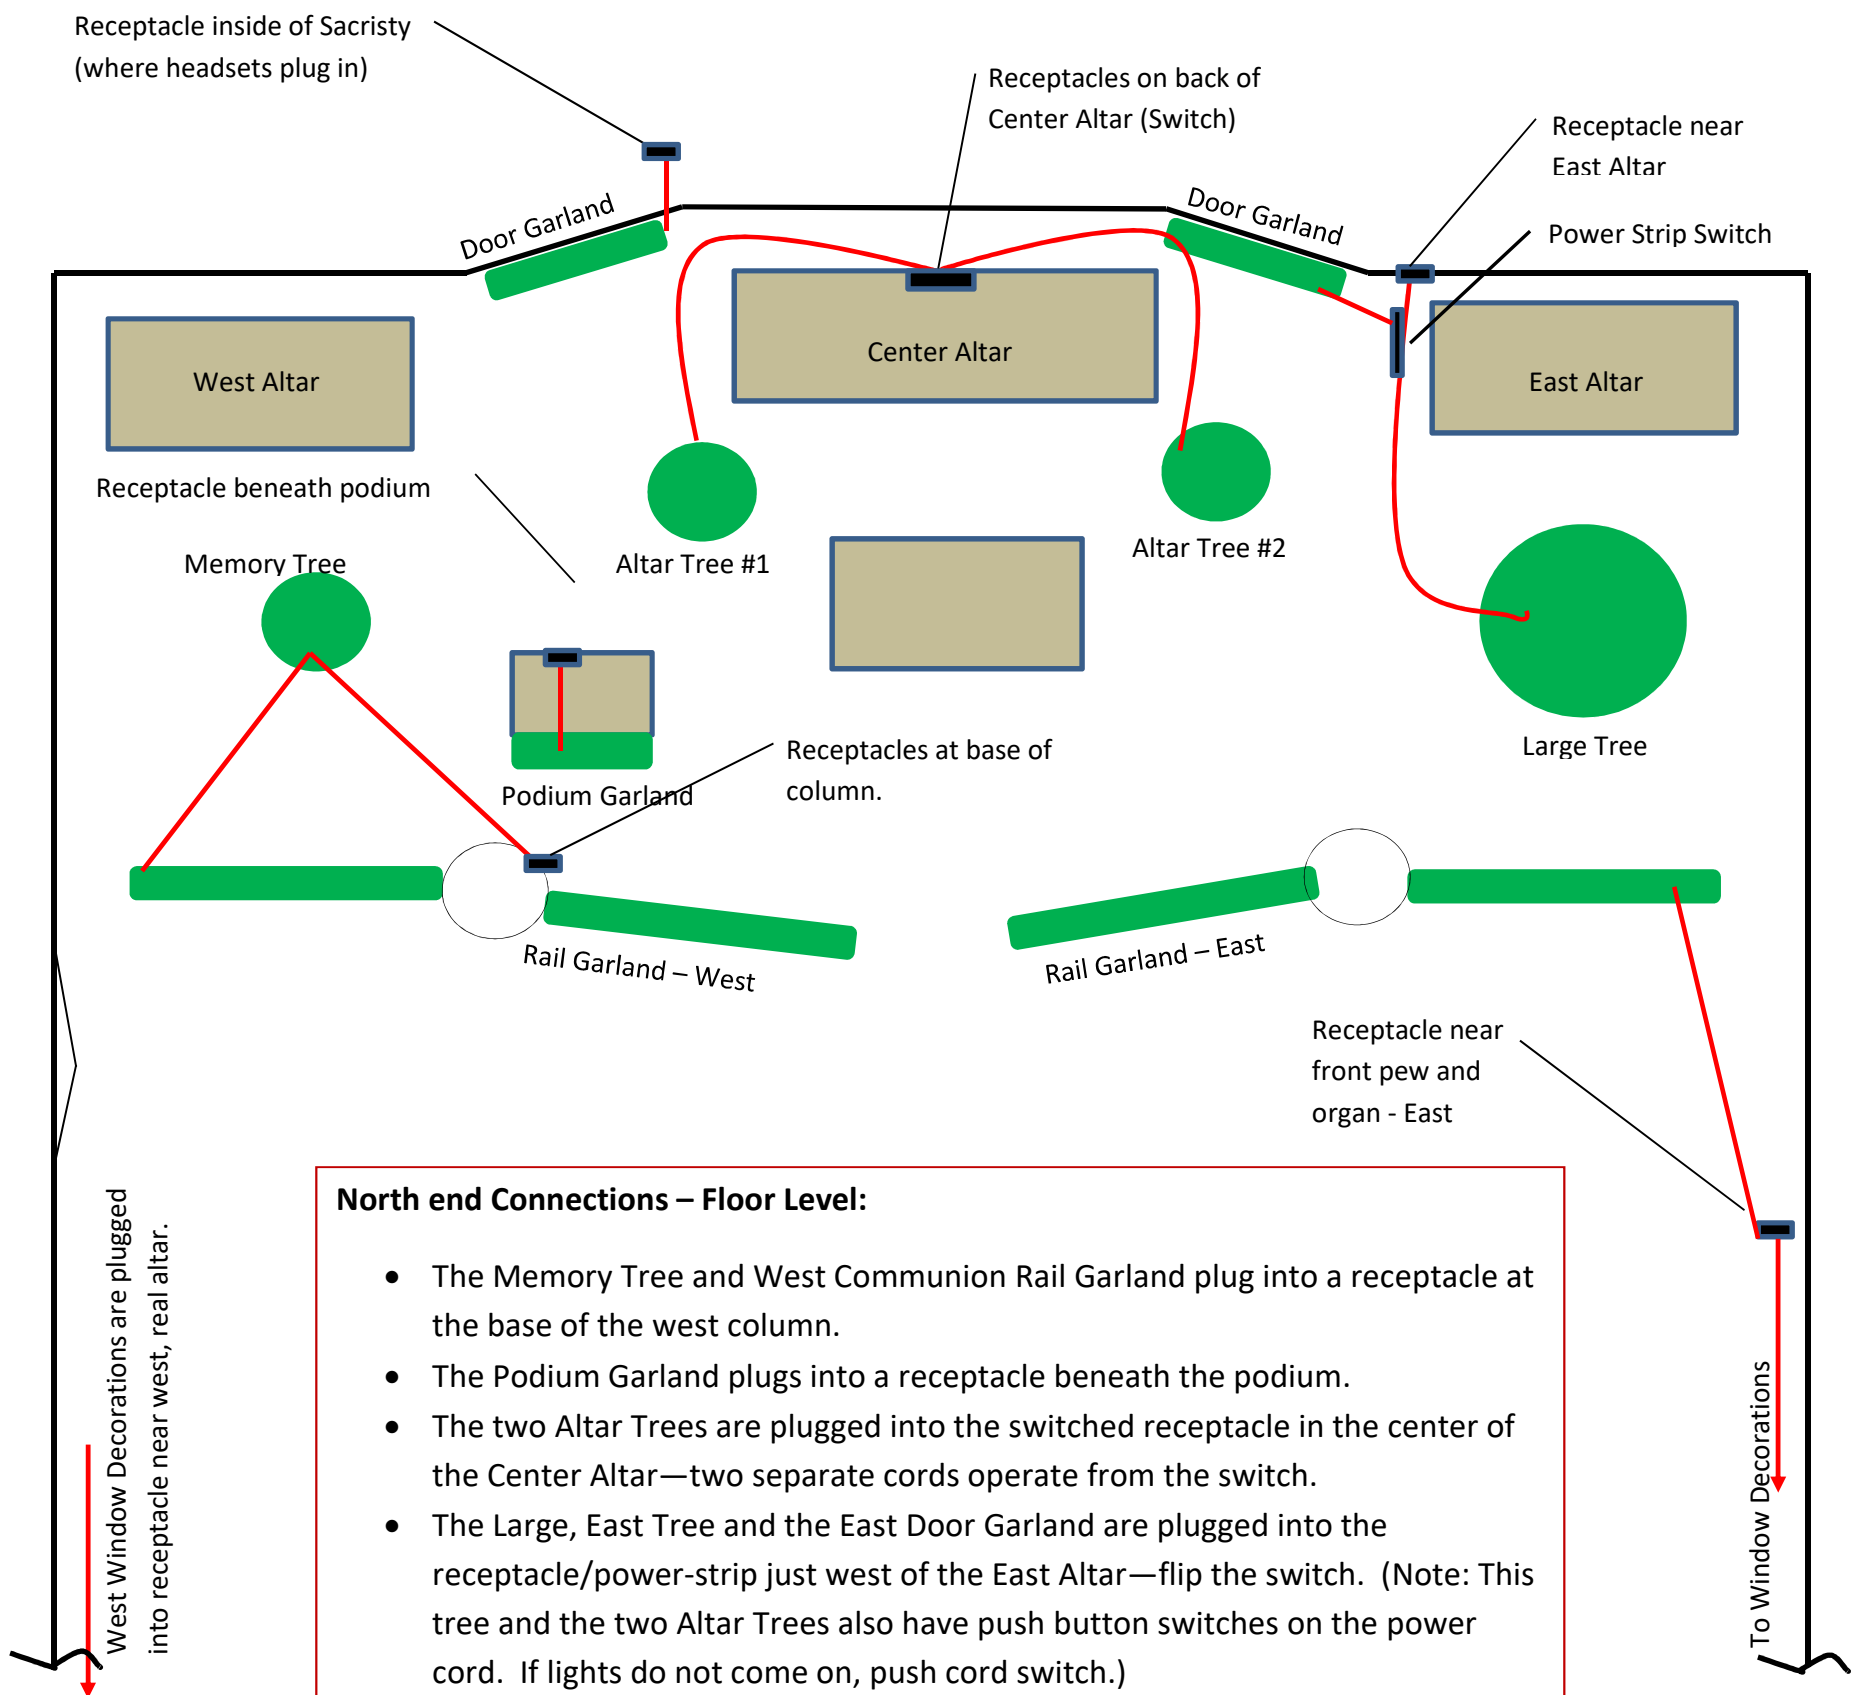 Receptacle inside of Sacristy
(where headsets plug in)
Receptacles on back of
Center Altar (Switch)
Receptacle near
East Altar
Door Garland
Door Garland
Power Strip Switch
West Altar
Center Altar
East Altar
Receptacle beneath podium
Memory Tree
Altar Tree #1
Altar Tree #2
Large Tree
Receptacles at base of
column.
Podium Garland
Rail Garland – West
Rail Garland – East
Receptacle near
front pew and
organ - East
West Window Decorations are plugged
into receptacle near west, real altar.
To Window Decorations
North end Connections – Floor Level:
• The Memory Tree and West Communion Rail Garland plug into a receptacle at
the base of the west column.
• The Podium Garland plugs into a receptacle beneath the podium.
• The two Altar Trees are plugged into the switched receptacle in the center of
the Center Altar—two separate cords operate from the switch.
• The Large, East Tree and the East Door Garland are plugged into the
receptacle/power-strip just west of the East Altar—flip the switch.  (Note: This
tree and the two Altar Trees also have push button switches on the power
cord.  If lights do not come on, push cord switch.)